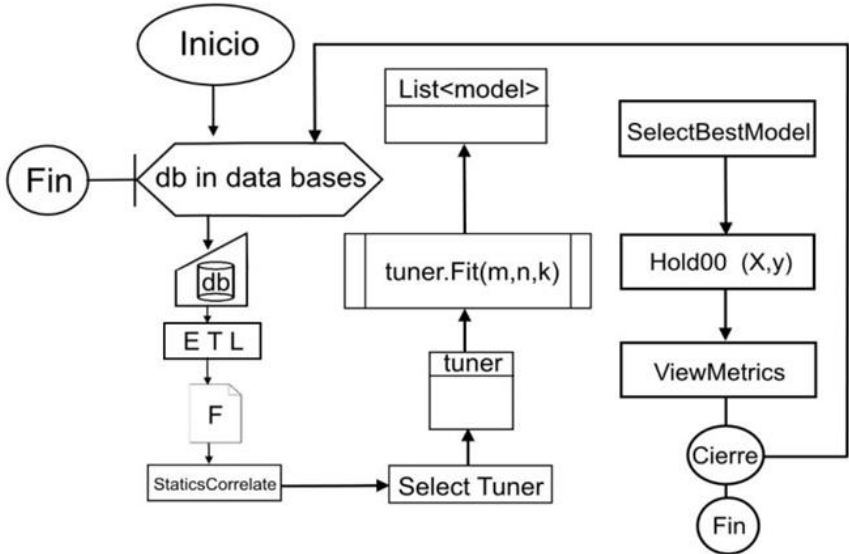 Inicio
db in data bases
Fin
db
E T L
F
StaticsCorrelate
Select Tuner
tuner
tuner.Fit(m,n,k)
List<model>
SelectBestModel
Hold00 (X,y)
ViewMetrics
Cierre
Fin